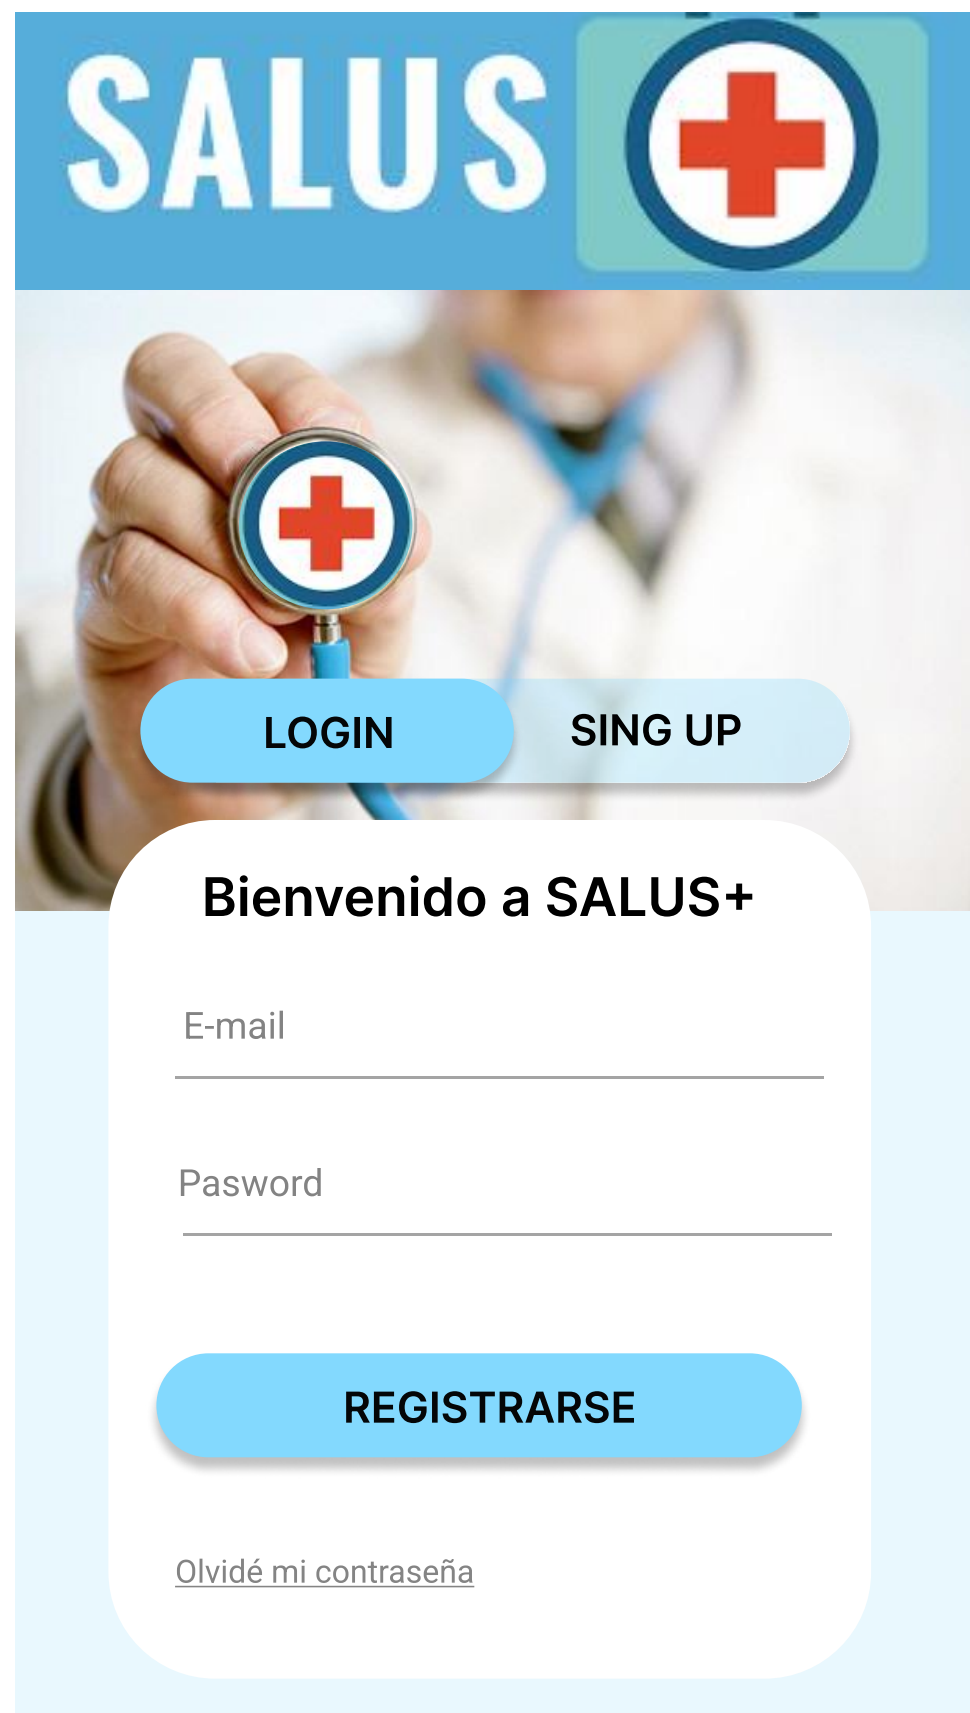 SALUS
LOGIN
SING UP
Bienvenido a SALUS+
E-mail
Pasword
REGISTRARSE
Olvidé mi contraseña